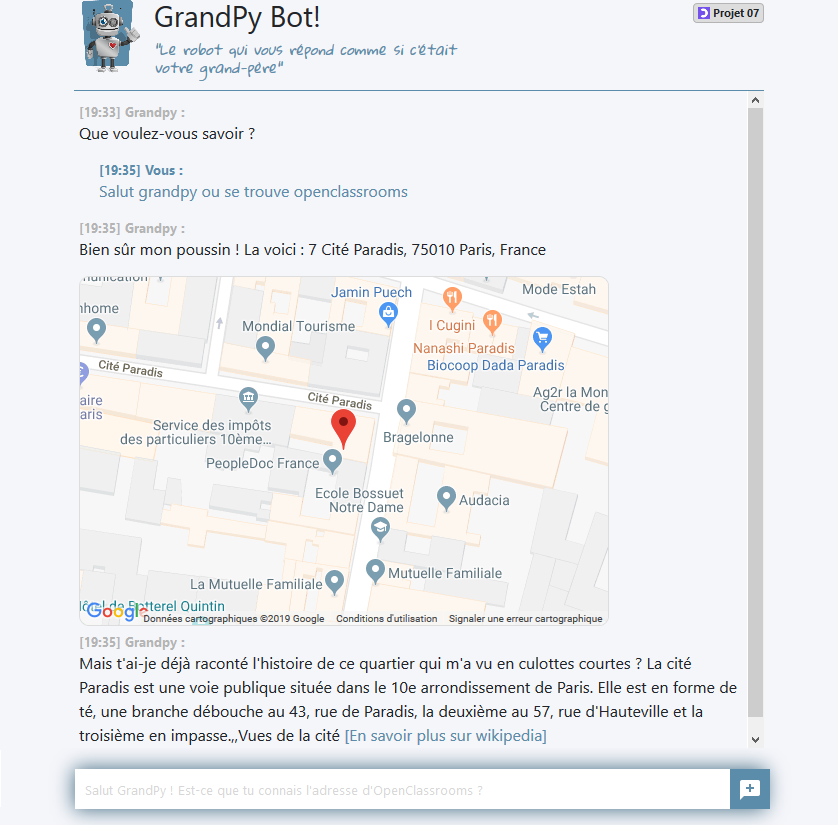 GrandPy Bot!
Projet 07
"Le robot qui vous répond comme si c'était
votre grand-père"
[19:33] Grandpy :
Que voulez-vous savoir ?
[19:35] Vous :
Salut grandpy ou se trouve openclassrooms
[19:35] Grandpy :
Bien sûr mon poussin ! La voici : 7 Cité Paradis, 75010 Paris, France
Mode Estah
Jamin Puech
nhome
Mondial Tourisme
I Cugini
Nanashi Paradis
Biocoop Dada Paradis
Cité Paradis
aire
aris
Cité Paradis
Ag2r la Mon
Centre de g
Service des impôts
des particuliers 10ème...
Bragelonne
PeopleDoc France
Ecole Bossuet
Notre Dame
Audacia
La Mutuelle Familiale
Mutuelle Familiale
Google
Données cartographiques ©2019 Google
Conditions d'utilisation
Signaler une erreur cartographique
[19:35] Grandpy :
Mais t'ai-je déjà raconté l'histoire de ce quartier qui m'a vu en culottes courtes ? La cité
Paradis est une voie publique située dans le 10e arrondissement de Paris. Elle est en forme de
té, une branche débouche au 43, rue de Paradis, la deuxième au 57, rue d'Hauteville et la
troisième en impasse.,,Vues de la cité [En savoir plus sur wikipedia]
Salut GrandPy ! Est-ce que tu connais l'adresse d'OpenClassrooms ?